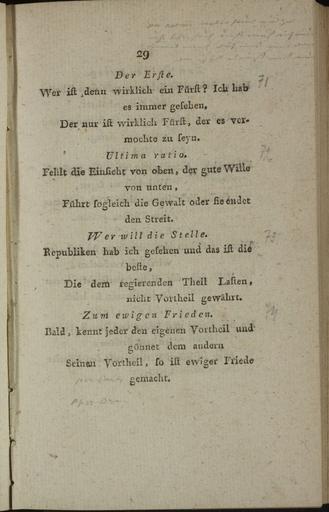 29
Der Erſte.
Wer iſt denn wirklich ein Fürſt? Ich hab
es immer geſehen,
Der nur iſt wirklich Fürſt, der es ver-
mochte zu ſeyn.
Ultima ratio.
Fehlt die Einſicht von oben, der gute Wille
von unten,
Führt ſogleich die Gewalt oder ſie endet
den Streit.
Wer will die Stelle.
Republiken hab ich geſehen und das iſt die
beſte,
Die dem regierenden Theil Laſten,
nicht Vortheil gewährt.
Zum ewigen Frieden.
Bald, kennt jeder den eigenen Vortheil und
gönnet dem andern
Seinen Vortheil, ſo iſt ewiger Friede
gemacht.
71